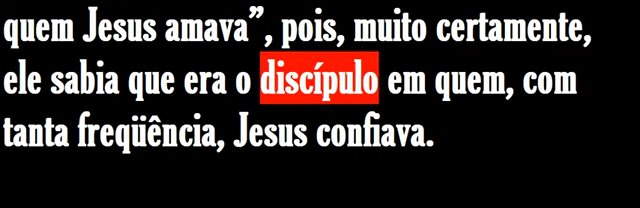 quem Jesus amava”, pois, muito certamente,
ele sabia que era o discípulo em quem, com
tanta freqüência, Jesus confiava.